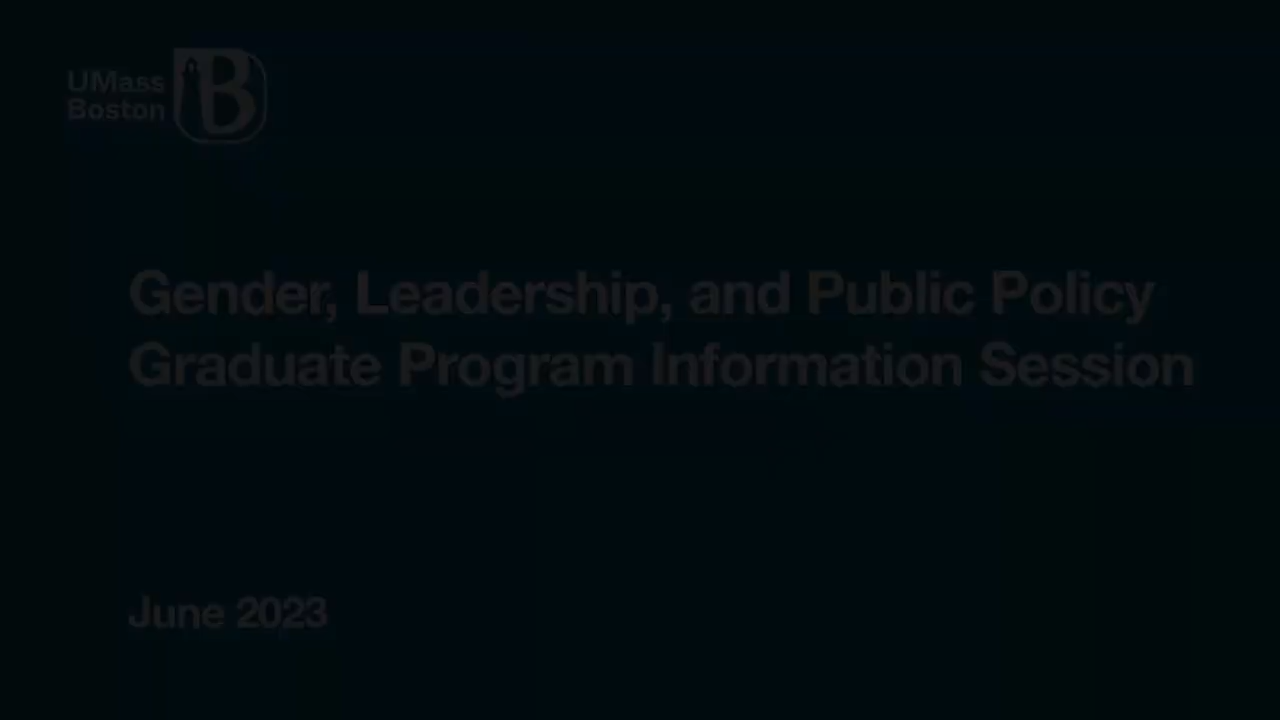 UMass
Boston
B
Gender, Leadership, and Public Policy
Graduate Program Information Session
June 2023